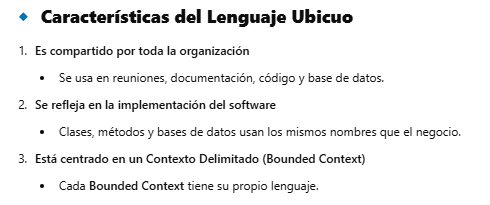 Características del Lenguaje Ubicuo
1. Es compartido por toda la organización
• Se usa en reuniones, documentación, código y base de datos.
2. Se refleja en la implementación del software
• Clases, métodos y bases de datos usan los mismos nombres que el negocio.
3. Está centrado en un Contexto Delimitado (Bounded Context)
• Cada Bounded Context tiene su propio lenguaje.